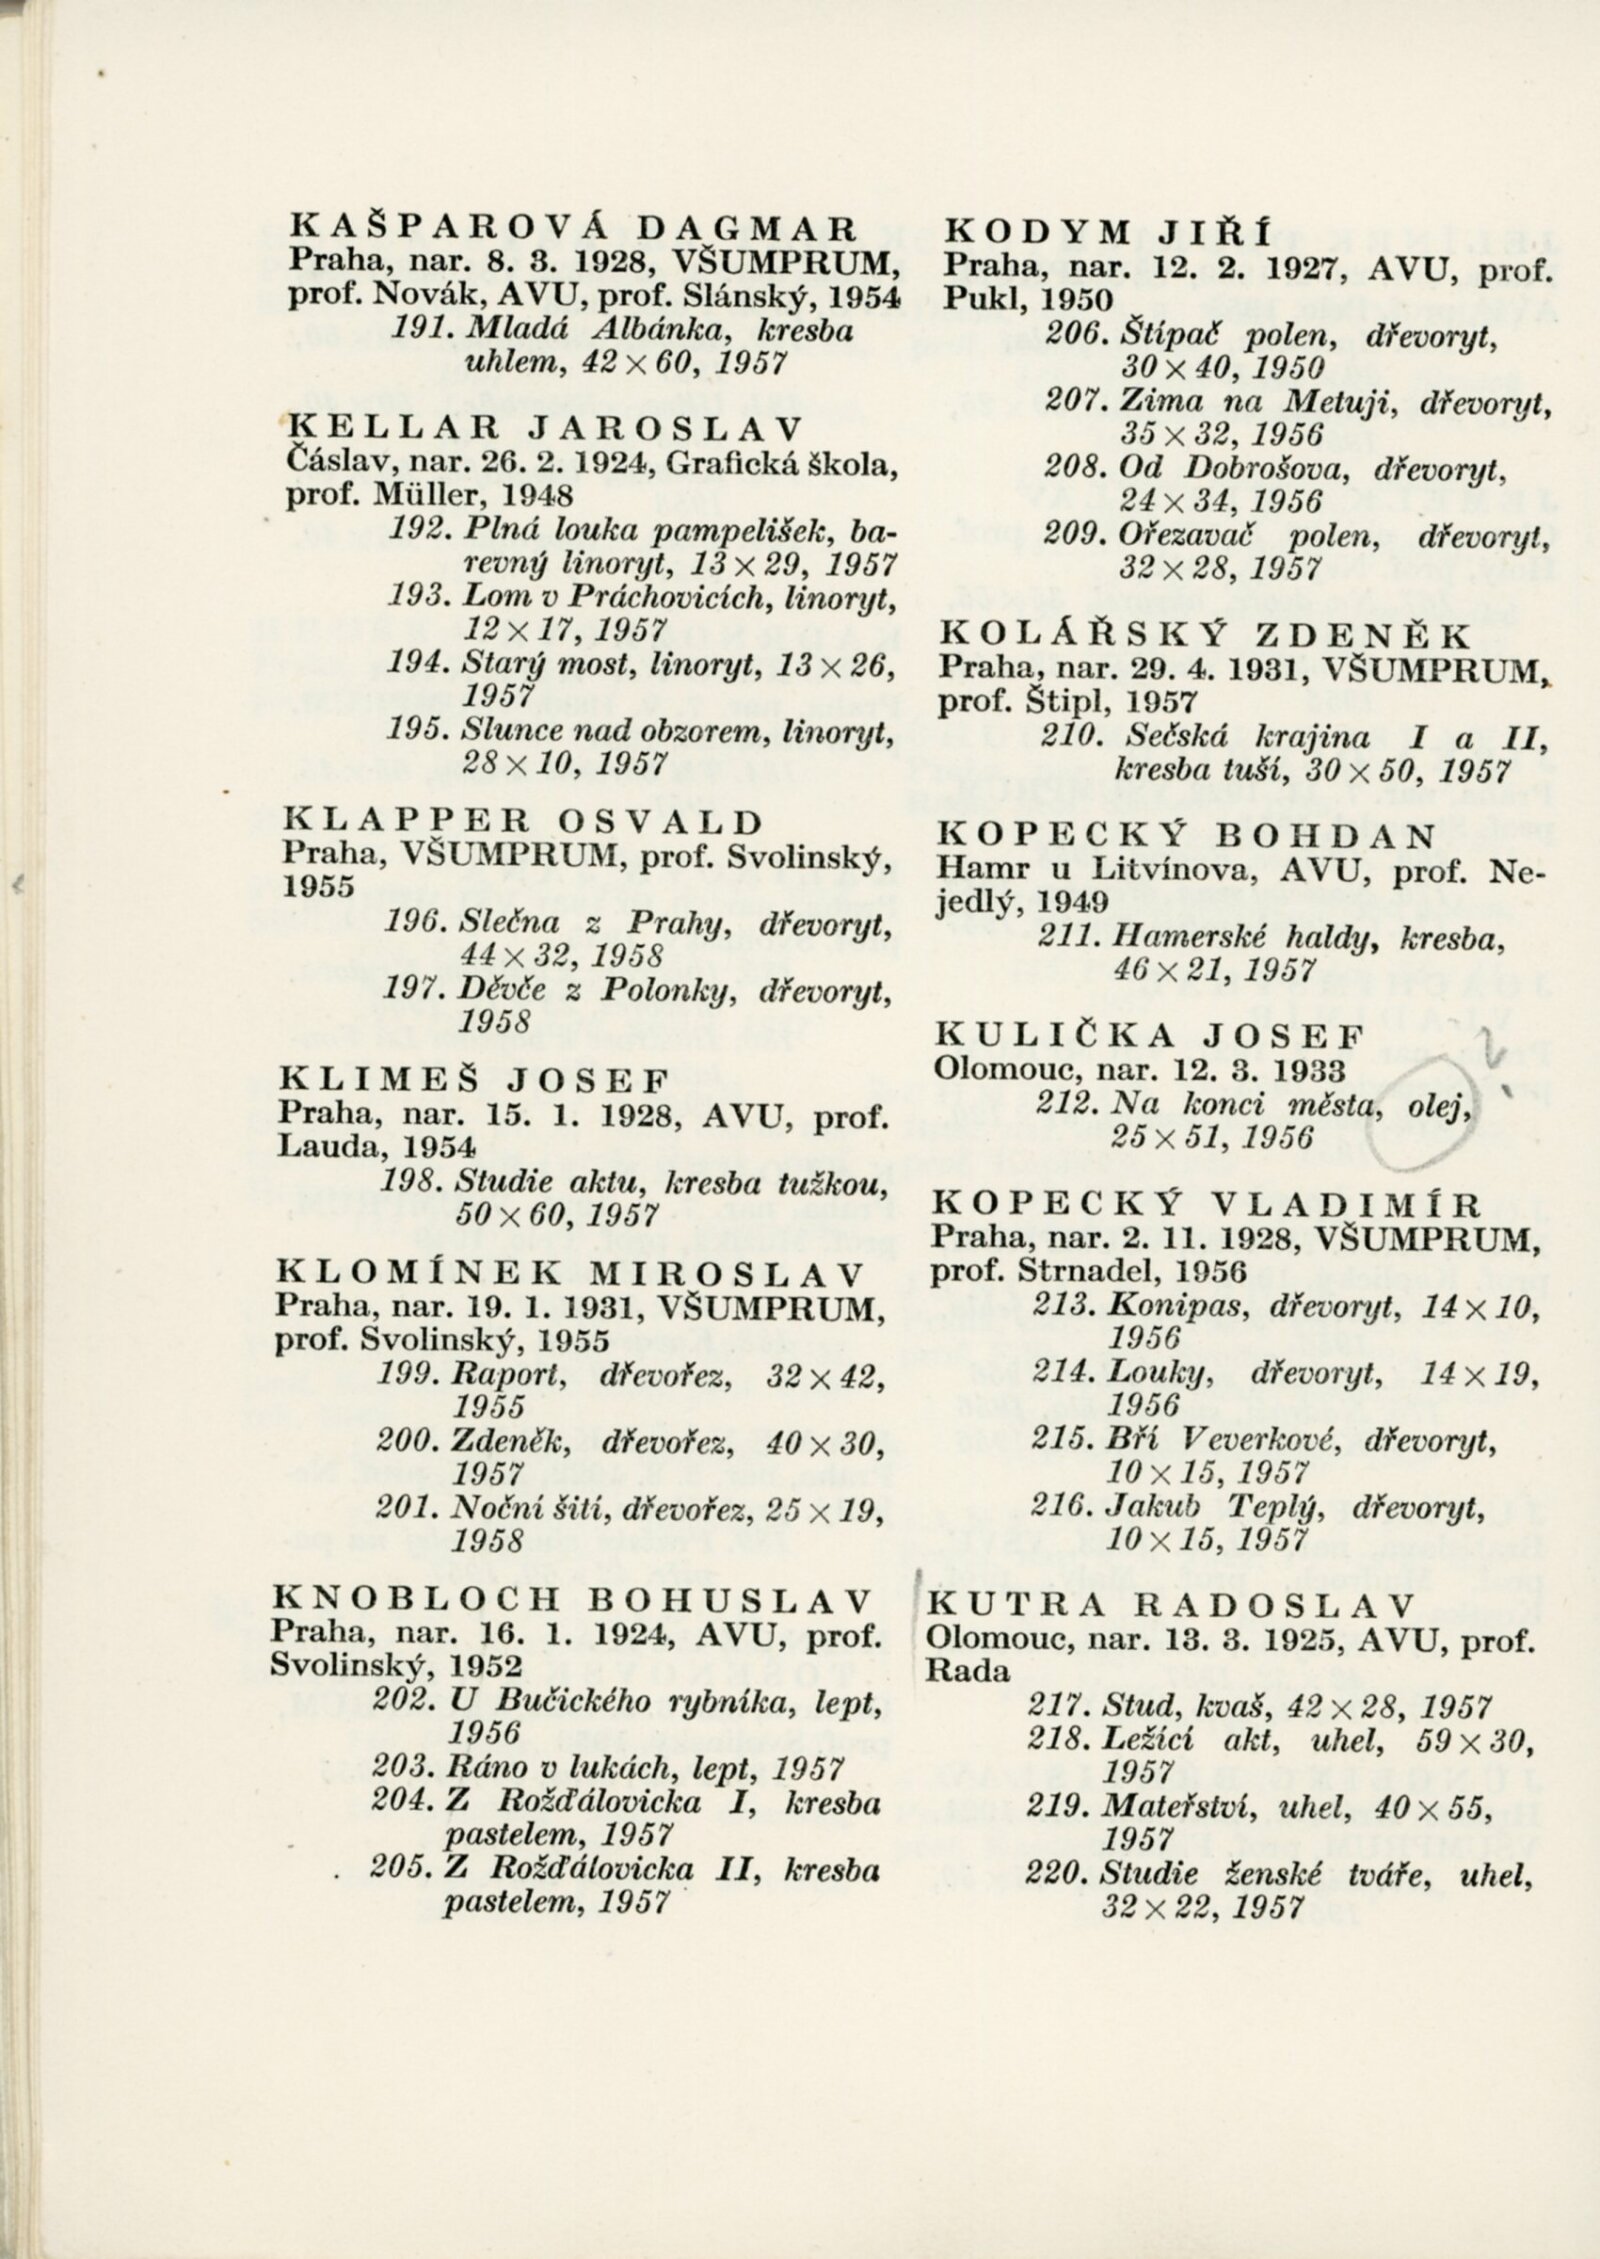 KAŠPAROVÁ DAGMAR
Praha, nar. 8. 3. 1928, VŠUMPRUM,
prof. Novák, AVU, prof. Slánský, 1954
191. Mladá Albánka, kresba
uhlem, 42 × 60, 1957
KELLAR JAROSLAV
Čáslav, nar. 26. 2. 1924, Grafická škola,
prof. Müller, 1948
192. Plná louka pampelišek, ba-
revný linoryt, 13 × 29, 1957
193. Lom v Práchovicích, linoryt,
12 × 17, 1957
194. Starý most, linoryt, 13 × 26,
1957
195. Slunce nad obzorem, linoryt,
28 × 10, 1957
KLAPPER OSVALD
Praha, VŠUMPRUM, prof. Svolinský,
1955
196. Slečna z Prahy, dřevoryt,
44 × 32, 1958
197. Děvče z Polonky, dřevoryt,
1958
KLIMEŠ JOSEF
Praha, nar. 15. 1. 1928, AVU, prof.
Lauda, 1954
198. Studie aktu, kresba tužkou,
50 × 60, 1957
KLOMÍNEK MIROSLAV
Praha, nar. 19. 1. 1931, VŠUMPRUM,
prof. Svolinský, 1955
199. Raport, dřevořez, 32 × 42,
1955
200. Zdeněk, dřevořez, 40 × 30,
1957
201. Noční šití, dřevořez, 25 × 19,
1958
KNOBLOCH BOHUSLAV
Praha, nar. 16. 1. 1924, AVU, prof.
Svolinský, 1952
202. U Bučického rybníka, lept,
1956
203. Ráno v lukách, lept, 1957
204. Z Rožďálovicka I, kresba
pastelem, 1957
205. Z Rožďálovicka II, kresba
pastelem, 1957
KODYM JIŘÍ
Praha, nar. 12. 2. 1927, AVU, prof.
Pukl, 1950
206. Štípač polen, dřevoryt,
30 × 40, 1950
207. Zima na Metuji, dřevoryt,
35 × 32, 1956
208. Od Dobrošova, dřevoryt,
24 × 34, 1956
209. Ořezavač polen, dřevoryt,
32 × 28, 1957
KOLÁŘSKÝ ZDENĚK
Praha, nar. 29. 4. 1931, VŠUMPRUM,
prof. Štipl, 1957
210. Sečská krajina I a II,
kresba tuší, 30 × 50, 1957
KOPECKÝ BOHDAN
Hamr u Litvínova, AVU, prof. Ne-
jedlý, 1949
211. Hamerské haldy, kresba,
46 × 21, 1957
KULIČKA JOSEF
Olomouc, nar. 12. 3. 1933
212. Na konci města, olej, ?
25 × 51, 1956
KOPECKÝ VLADIMÍR
Praha, nar. 2. 11. 1928, VŠUMPRUM,
prof. Strnadel, 1956
213. Konipas, dřevoryt, 14 × 10,
1956
214. Louky, dřevoryt, 14 × 19,
1956
215. Bří Veverkové, dřevoryt,
10 × 15, 1957
216. Jakub Teplý, dřevoryt,
10 × 15, 1957
KUTRA RADOSLAV
Olomouc, nar. 13. 3. 1925, AVU, prof.
Rada
217. Stud, kvaš, 42 × 28, 1957
218. Ležící akt, uhel, 59 × 30,
1957
219. Mateřství, uhel, 40 × 55,
1957
220. Studie ženské tváře, uhel,
32 × 22, 1957